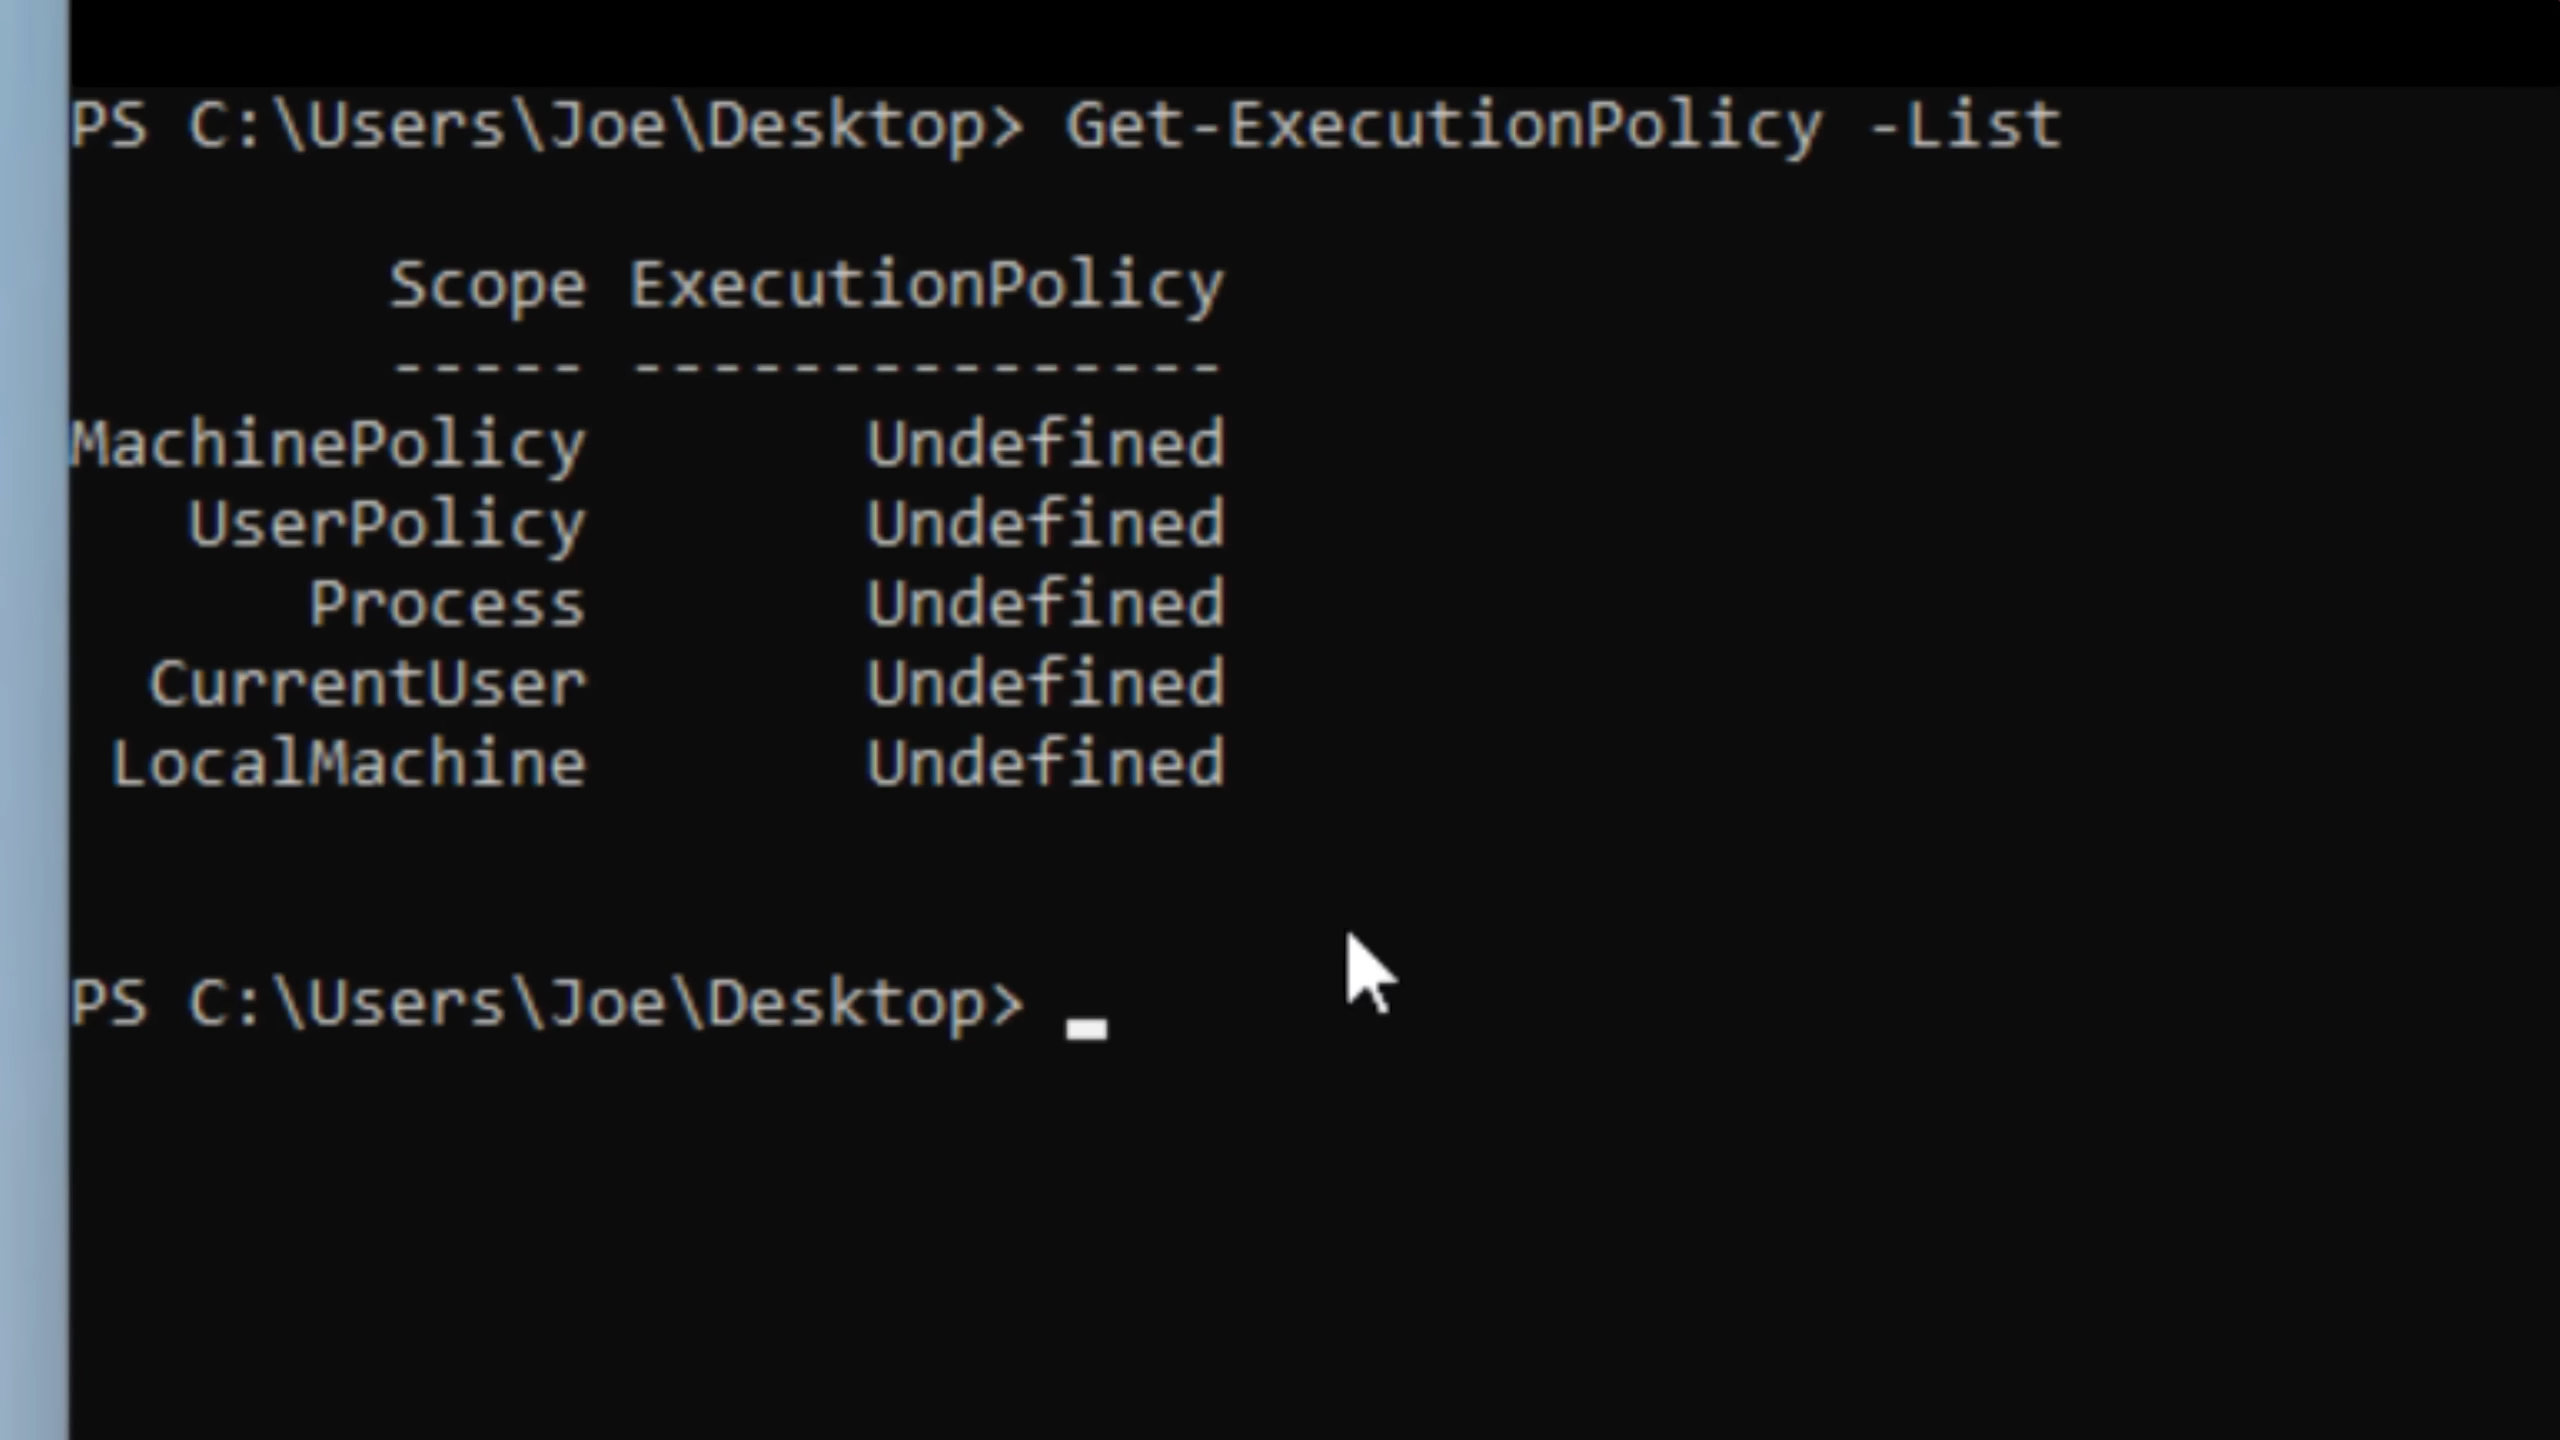 PS C:\Users\Joe\Desktop> Get-ExecutionPolicy -List
Scope ExecutionPolicy
----- ---------------
MachinePolicy Undefined
UserPolicy Undefined
Process Undefined
CurrentUser Undefined
LocalMachine Undefined
PS C:\Users\Joe\Desktop>